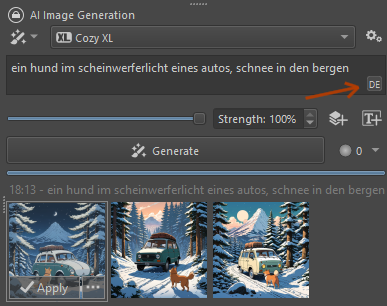 AI Image Generation
XL Cozy XL
ein hund im scheinwerferlicht eines autos, schnee in den bergen
DE
Strength: 100%
Generate
0
18:13 - ein hund im scheinwerferlicht eines autos, schnee in den bergen
Apply